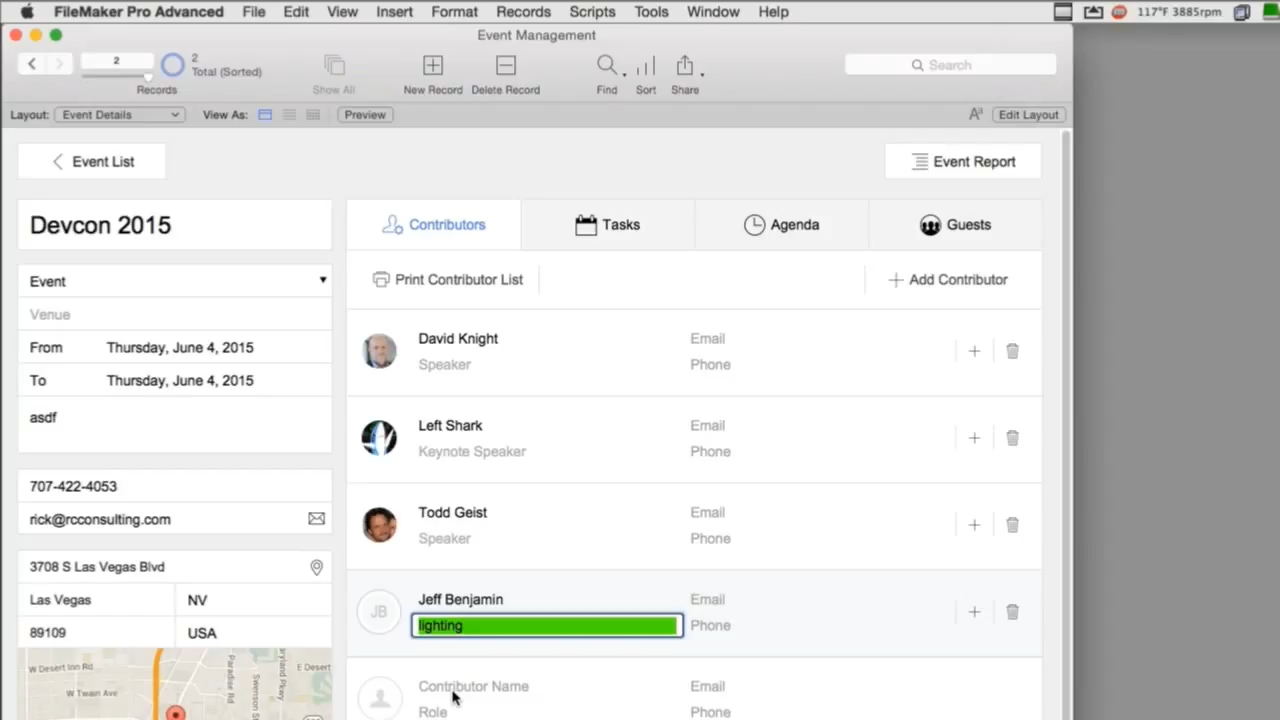 FileMaker Pro Advanced File Edit View Insert Format Records Scripts Tools Window Help 117°F 3885rpm
Event Management
2 2 Total (Sorted) Search
Records Show All New Record Delete Record Find Sort Share
Layout: Event Details View As: Preview Aa Edit Layout
Event List Event Report
Devcon 2015
Event
Venue
From Thursday, June 4, 2015
To Thursday, June 4, 2015
asdf
707-422-4053
rick@rcconsulting.com
3708 S Las Vegas Blvd
Las Vegas NV
89109 USA
W Desert Inn Rd
W Twain Ave
Paradise Rd
Swenson St
E Desert
Contributors Tasks Agenda Guests
Print Contributor List Add Contributor
David Knight Email
Speaker Phone
Left Shark Email
Keynote Speaker Phone
Todd Geist Email
Speaker Phone
JB Jeff Benjamin Email
lighting Phone
Contributor Name Email
Role Phone